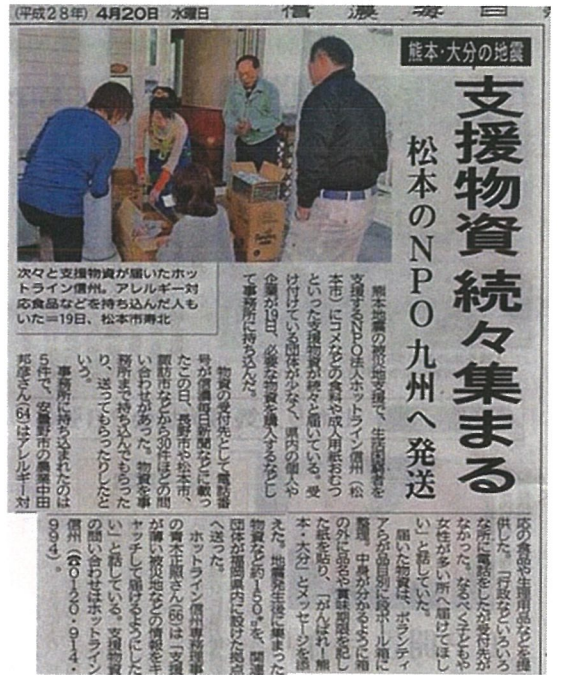 (平成28年) 4月20日 水曜日
信濃毎日新
熊本・大分の地震
支援物資 続々集まる
松本のNPO 九州へ発送
次々と支援物資が届いたホッ
トライン信州。アレルギー対
応食品などを持ち込んだ人も
いた=19日、松本市寿北
熊本地震の被災地支援で、生活困窮者を
支援するNPO法人ホットライン信州(松
本市)にコメなどの食料や成人用紙おむつ
といった支援物資が続々と届いている。受
け付けている団体が少なく、県内の個人や
企業が19日、必要な物資を購入するなどし
て事務所に持ち込んだ。
物資の受付先として電話番
号が信濃毎日新聞などに載っ
たこの日、長野市や松本市、
諏訪市などから30件ほどの問
い合わせがあった。物資を事
務所まで持ち込んでもらった
り、送ってもらったりしたと
いう。
事務所に持ち込まれたのは
5件で、安曇野市の農業中田
邦彦さん(64)はアレルギー対
応の食品や生理用品などを提
供した。「行政などいろいろ
な所に電話をしたが受付先が
なかった。なるべく子どもや
女性が多い所へ届けてほし
い」と話していた。
届いた物資は、ボランティ
アらが品目別に段ボール箱に
整理。中身が分かるように箱
の外に品名や賞味期限を記し
た紙を貼り、「がんばれー熊
本・大分」とメッセージを添
えた。地震発生後に集まった
物資など約150㌔を、関連
団体が福岡県内に設けた拠点
へ送った。
ホットライン信州専務理事
の青木正照さん(66)は「支援
が薄い被災地などの情報をキ
ャッチして届けるようにした
い」と話している。支援物資
の問い合わせはホットライン
信州(☎0120・914・
994)。